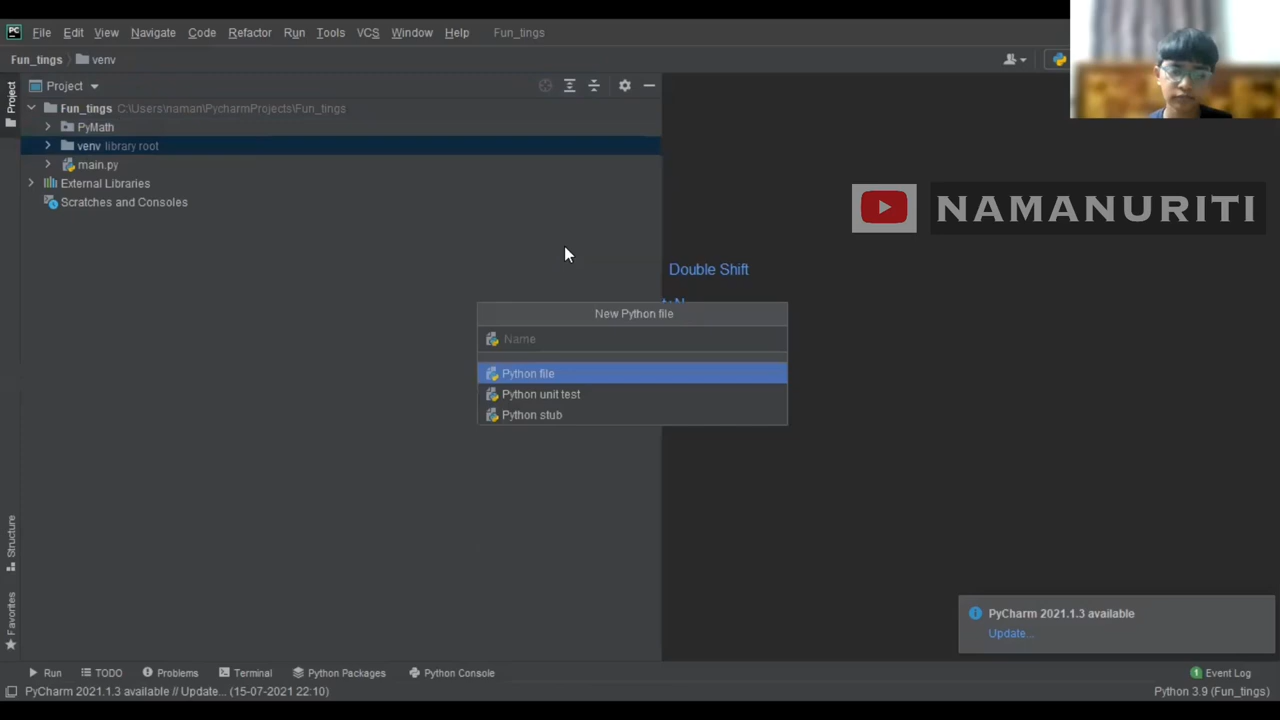 PC File Edit View Navigate Code Refactor Run Tools VCS Window Help Fun_tings
Fun_tings venv
Project
Project
Fun_tings C:\Users\naman\PycharmProjects\Fun_tings
PyMath
venv library root
main.py
External Libraries
Scratches and Consoles
NAMANURITI
Double Shift
New Python file
Name
Python file
Python unit test
Python stub
Structure
Favorites
PyCharm 2021.1.3 available
Update...
Run TODO Problems Terminal Python Packages Python Console 1 Event Log
PyCharm 2021.1.3 available // Update... (15-07-2021 22:10) Python 3.9 (Fun_tings)